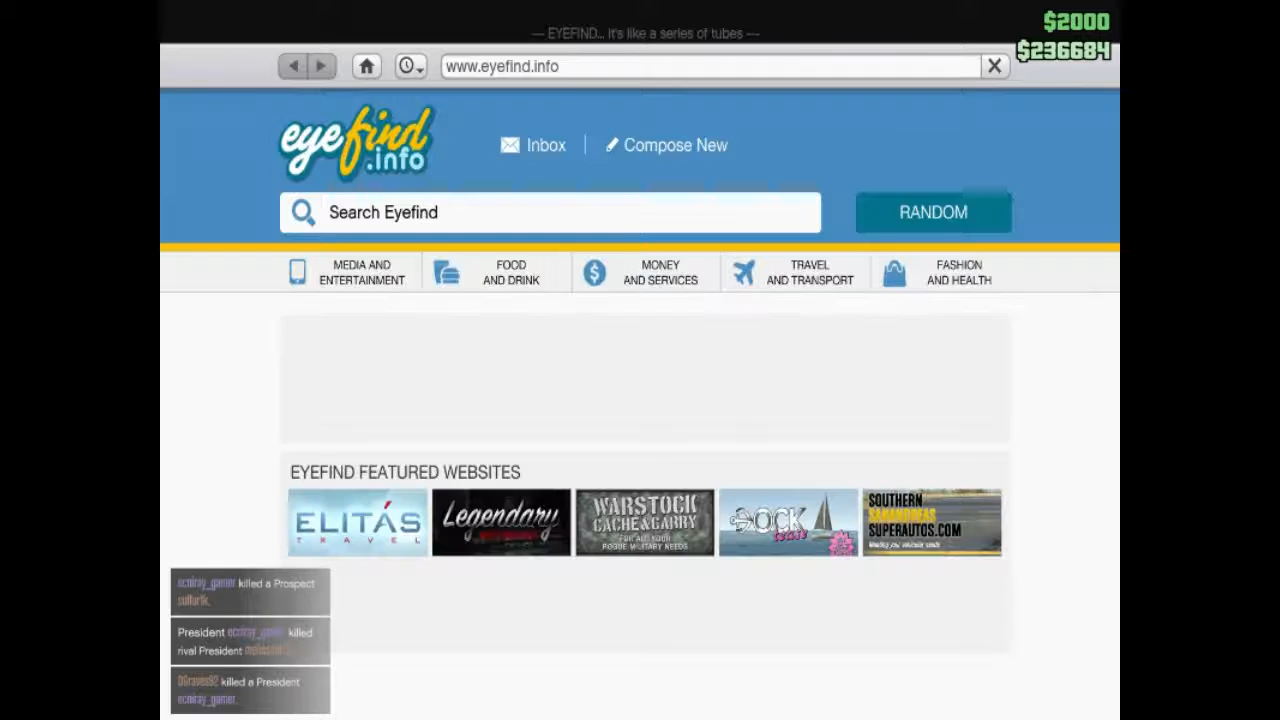 — EYEFIND... It's like a series of tubes —
$2000
$236684
www.eyefind.info
eyefind
.info
Inbox
Compose New
Search Eyefind
RANDOM
MEDIA AND
ENTERTAINMENT
FOOD
AND DRINK
MONEY
AND SERVICES
TRAVEL
AND TRANSPORT
FASHION
AND HEALTH
EYEFIND FEATURED WEBSITES
ELITÁS
TRAVEL
Legendary
WARSTOCK
CACHE & CARRY
FOR ALL YOUR
ROGUE MILITARY NEEDS
DOCK
tease
SOUTHERN
SAN ANDREAS
SUPERAUTOS.COM
killed a Prospect
President killed
rival President
killed a President